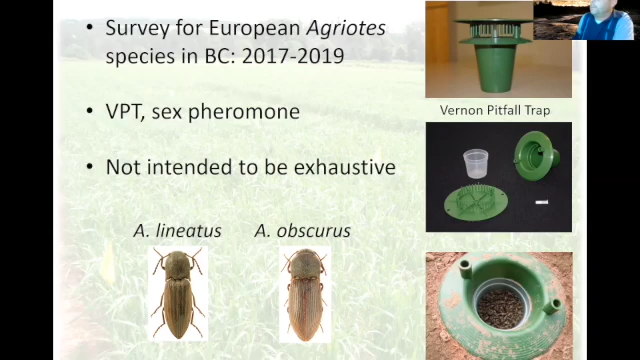 • Survey for European Agriotes
species in BC: 2017-2019
• VPT, sex pheromone
• Not intended to be exhaustive
A. lineatus
A. obscurus
Vernon Pitfall Trap